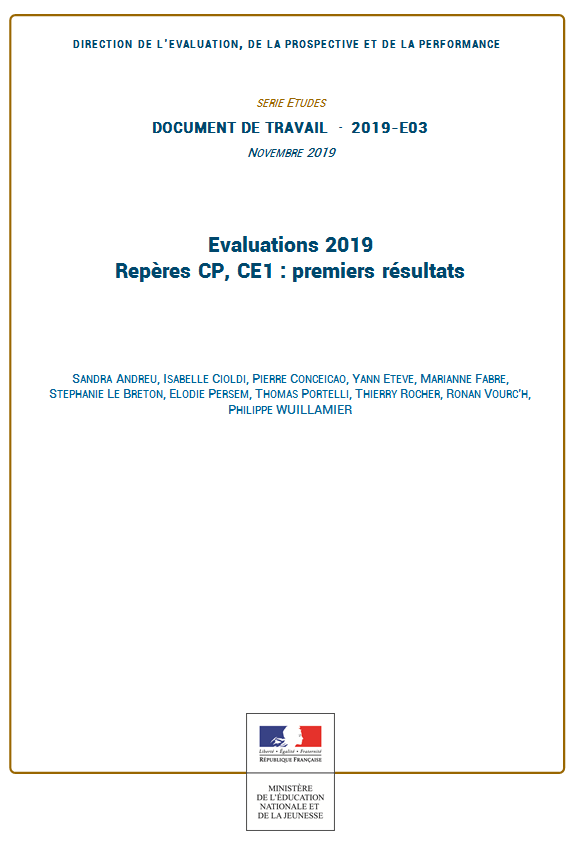 DIRECTION DE L'EVALUATION, DE LA PROSPECTIVE ET DE LA PERFORMANCE
SERIE ETUDES
DOCUMENT DE TRAVAIL - 2019-E03
NOVEMBRE 2019
Evaluations 2019
Repères CP, CE1 : premiers résultats
SANDRA ANDREU, ISABELLE CIOLDI, PIERRE CONCEICAO, YANN ETEVE, MARIANNE FABRE,
STEPHANIE LE BRETON, ELODIE PERSEM, THOMAS PORTELLI, THIERRY ROCHER, RONAN VOURC'H,
PHILIPPE WUILLAMIER
Liberté • Égalité • Fraternité
RÉPUBLIQUE FRANÇAISE
MINISTÈRE
DE L'ÉDUCATION
NATIONALE ET
DE LA JEUNESSE